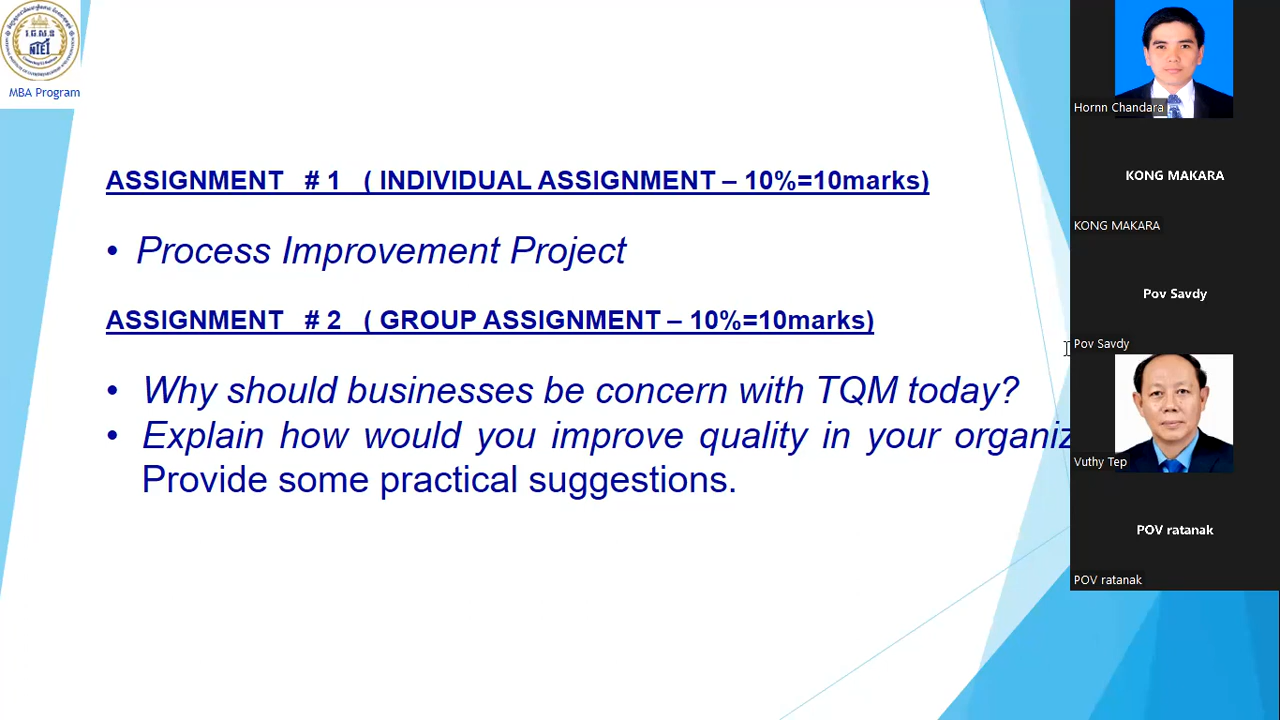 NIEI
MBA Program
ASSIGNMENT # 1 ( INDIVIDUAL ASSIGNMENT – 10%=10marks)
• Process Improvement Project
ASSIGNMENT # 2 ( GROUP ASSIGNMENT – 10%=10marks)
• Why should businesses be concern with TQM today?
• Explain how would you improve quality in your organiz
Provide some practical suggestions.
Hornn Chandara
KONG MAKARA
KONG MAKARA
Pov Savdy
Pov Savdy
Vuthy Tep
POV ratanak
POV ratanak